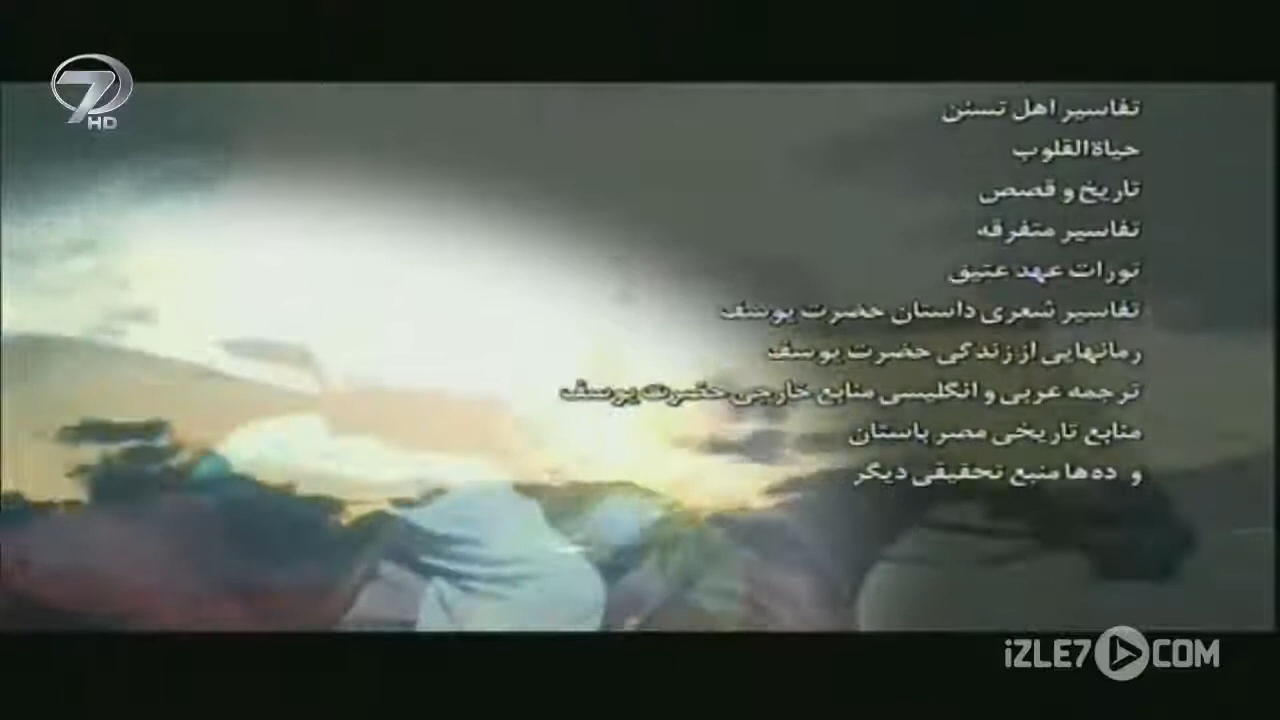 7
HD
تفاسیر اهل تسنن
حیاةالقلوب
تاریخ و قصص
تفاسیر متفرقه
تورات عهد عتیق
تفاسیر شعری داستان حضرت یوسف
رمانهایی از زندگی حضرت یوسف
ترجمه عربی و انگلیسی منابع خارجی حضرت یوسف
منابع تاریخی مصر باستان
و ده‌ها منبع تحقیقی دیگر
iZLE7 COM